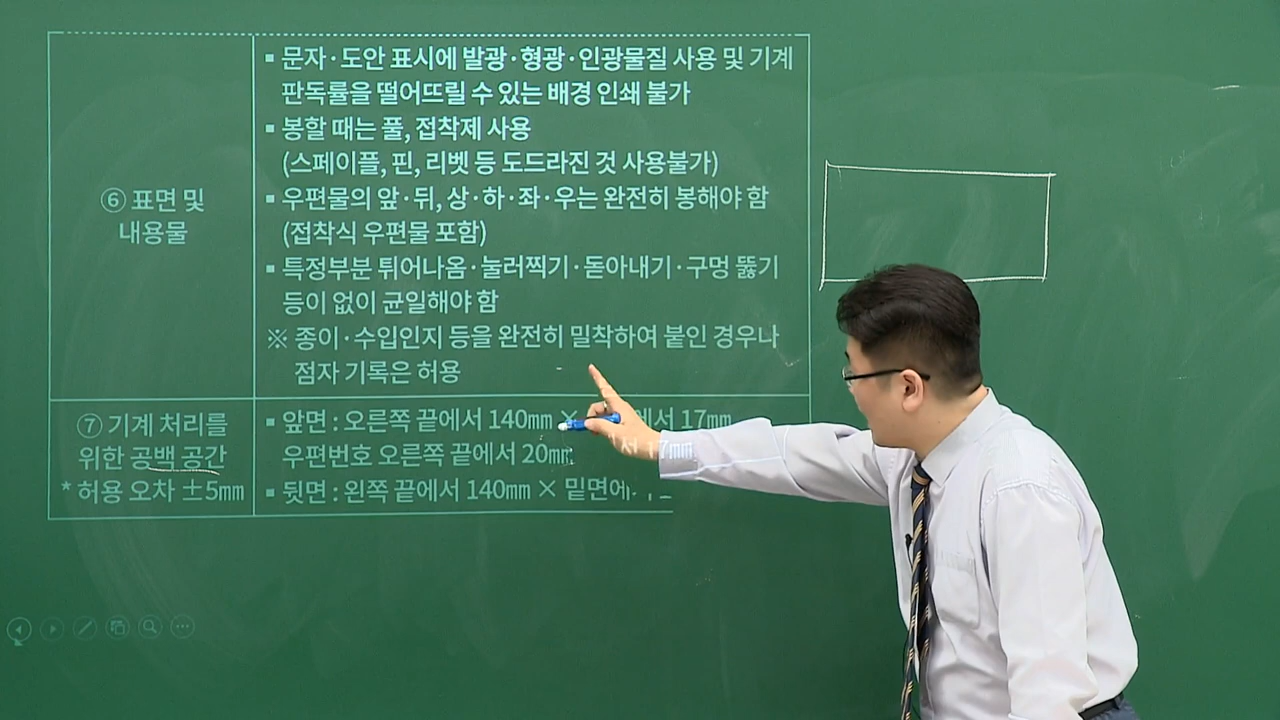 ⑥ 표면 및
내용물
▪ 문자·도안 표시에 발광·형광·인광물질 사용 및 기계
판독률을 떨어뜨릴 수 있는 배경 인쇄 불가
▪ 봉할 때는 풀, 접착제 사용
(스페이플, 핀, 리벳 등 도드라진 것 사용불가)
▪ 우편물의 앞·뒤, 상·하·좌·우는 완전히 봉해야 함
(접착식 우편물 포함)
▪ 특정부분 튀어나옴·눌러찍기·돋아내기·구멍 뚫기
등이 없이 균일해야 함
※ 종이·수입인지 등을 완전히 밀착하여 붙인 경우나
점자 기록은 허용
⑦ 기계 처리를
위한 공백 공간
* 허용 오차 ±5㎜
▪ 앞면 : 오른쪽 끝에서 140㎜ × 에서 17㎜
우편번호 오른쪽 끝에서 20㎜
▪ 뒷면 : 왼쪽 끝에서 140㎜ × 밑면에서 17㎜